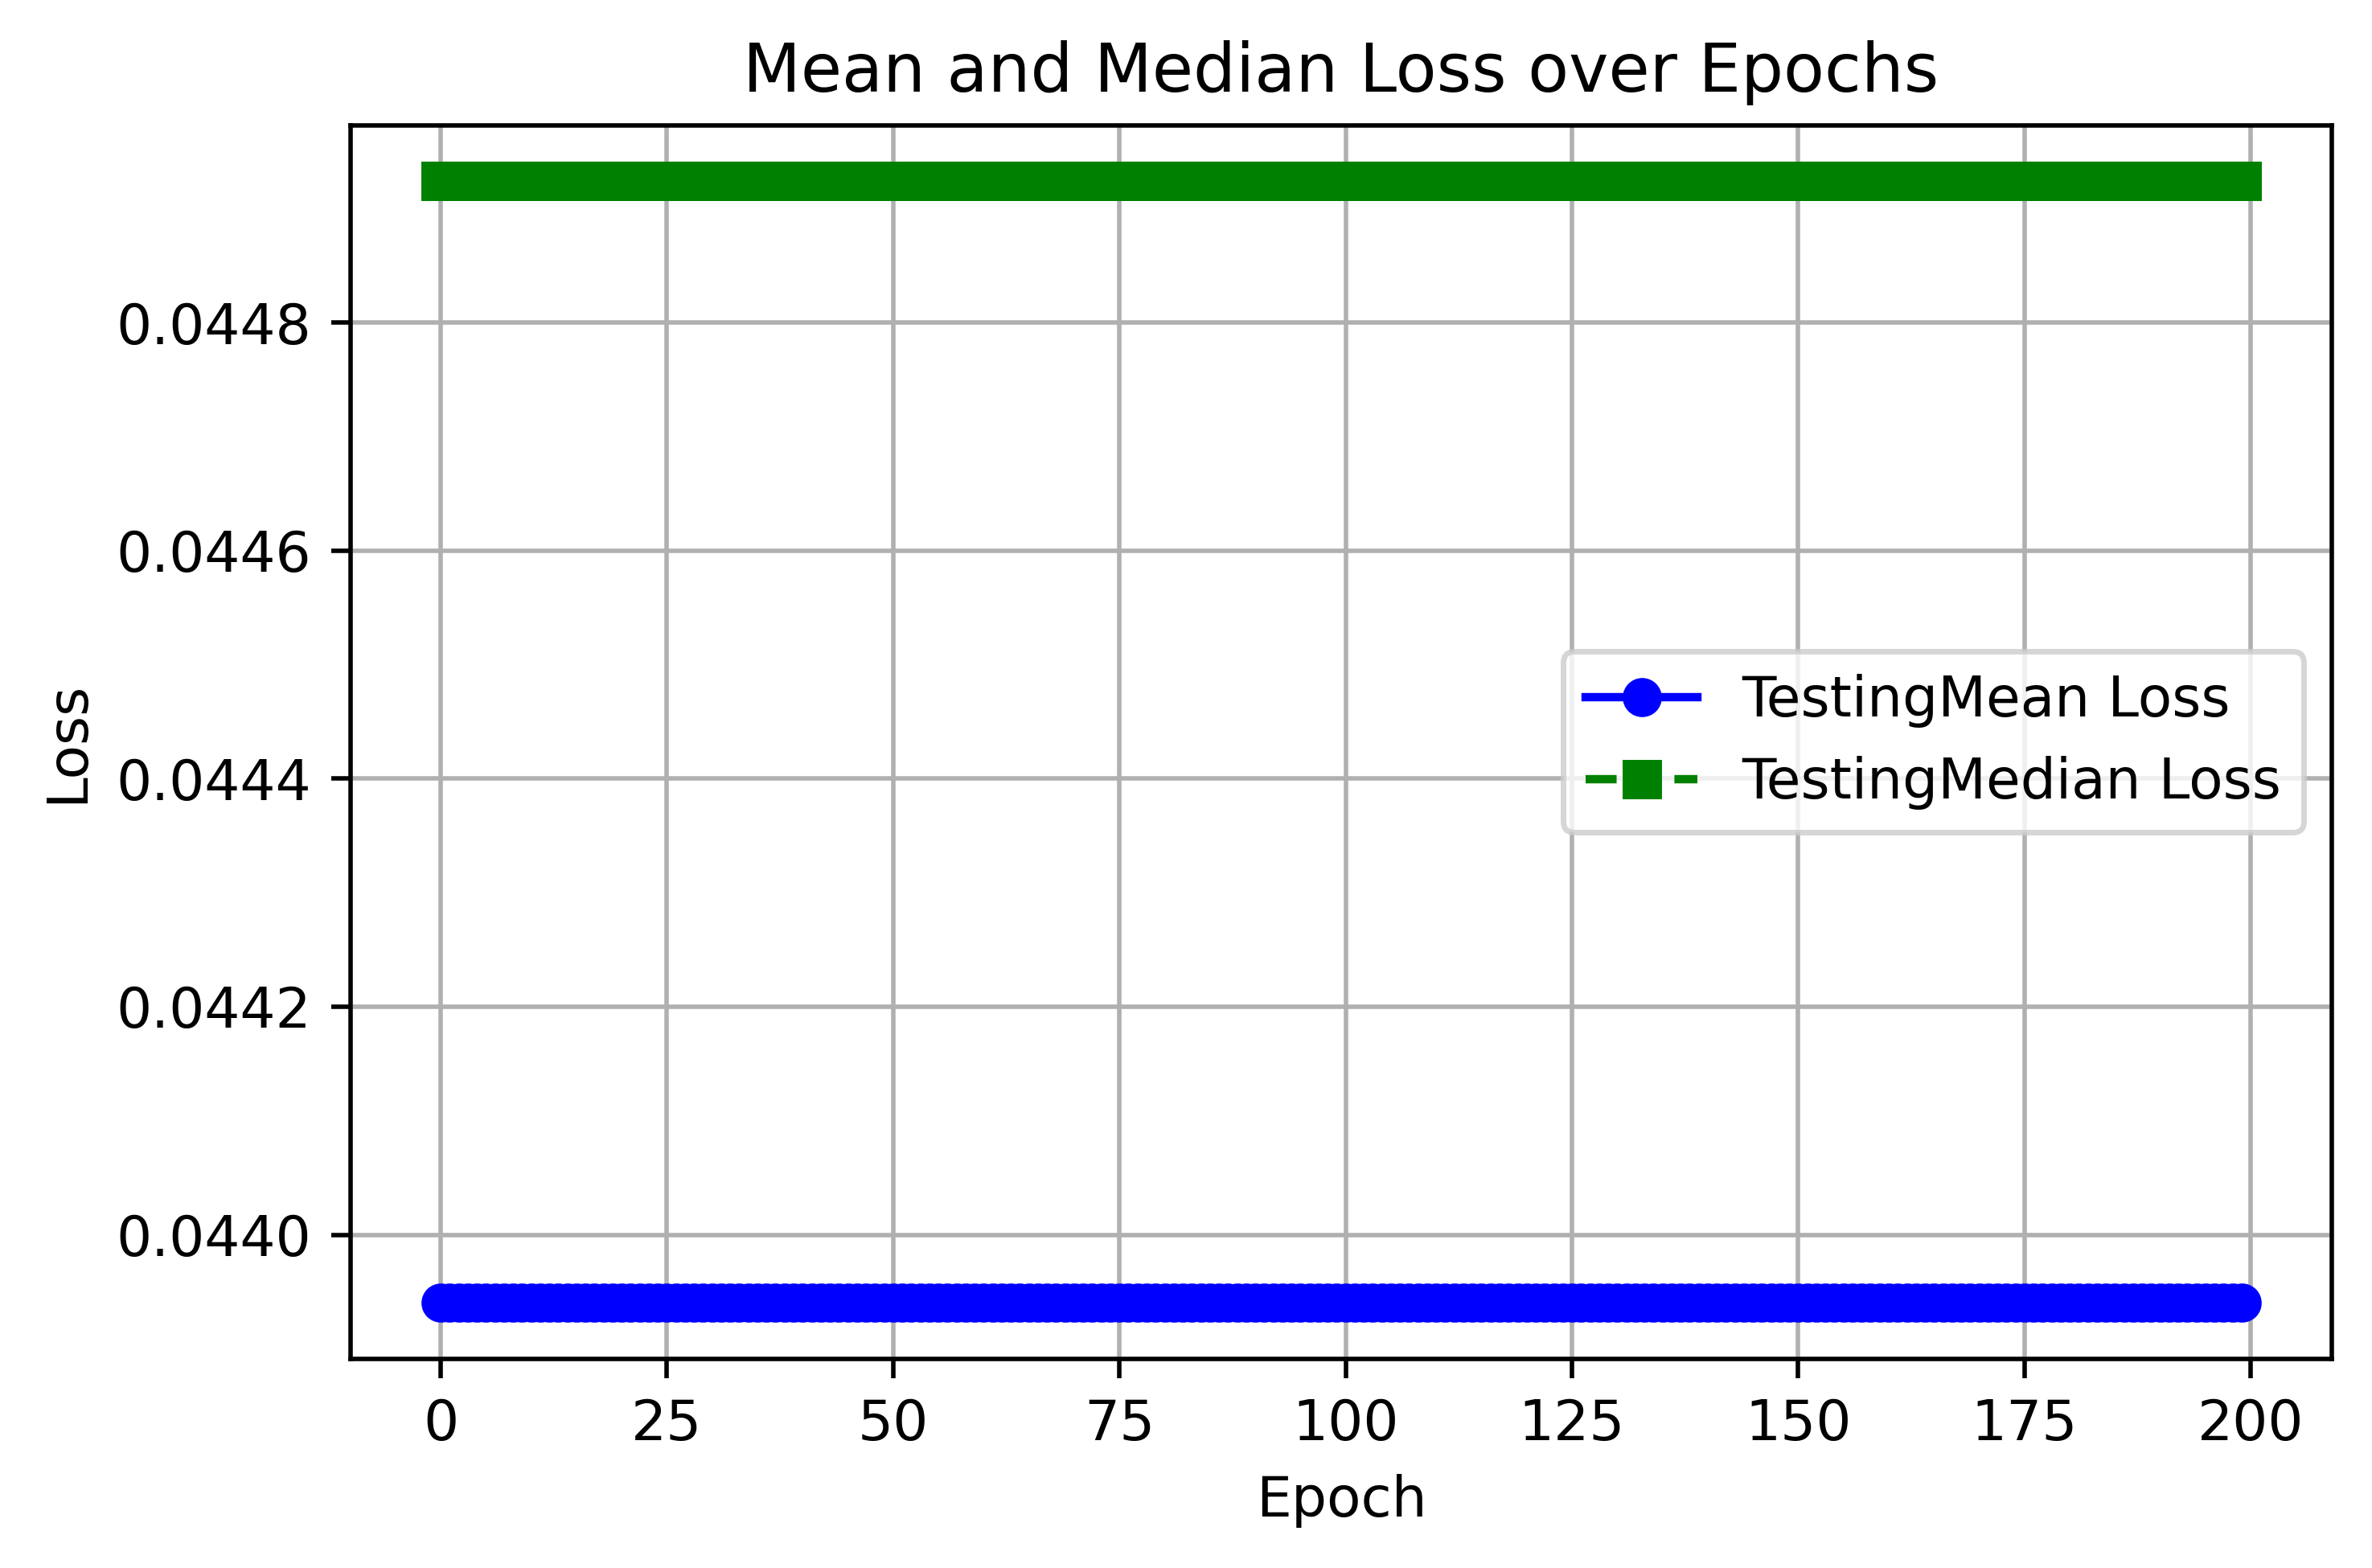 Mean and Median Loss over Epochs
Loss
0.0448
0.0446
0.0444
0.0442
0.0440
TestingMean Loss
TestingMedian Loss
0 25 50 75 100 125 150 175 200
Epoch